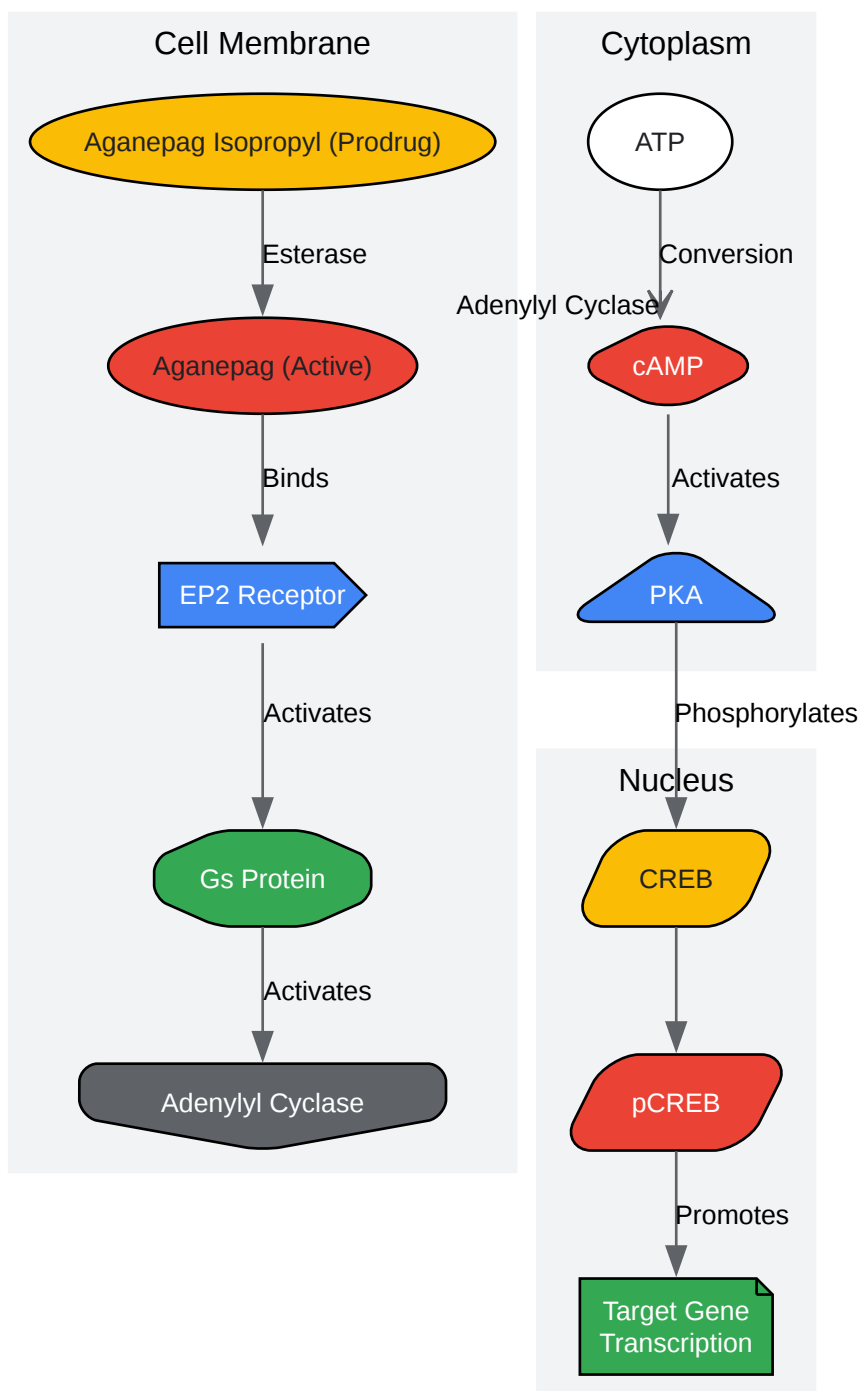 Cell Membrane
Aganepag Isopropyl (Prodrug)
Esterase
Aganepag (Active)
Binds
EP2 Receptor
Activates
Gs Protein
Activates
Adenylyl Cyclase
Cytoplasm
ATP
Conversion
Adenylyl Cyclase
cAMP
Activates
PKA
Phosphorylates
Nucleus
CREB
pCREB
Promotes
Target Gene
Transcription